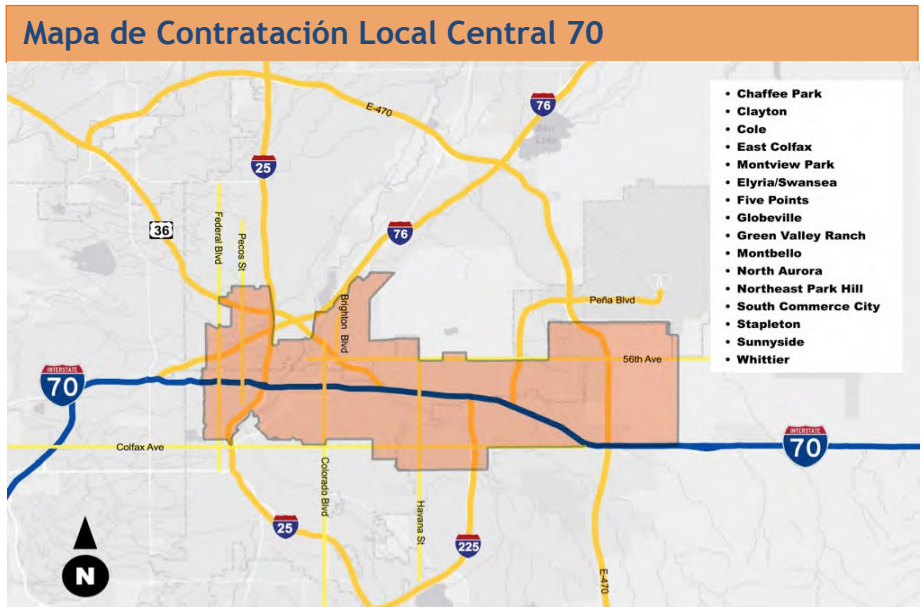 Mapa de Contratación Local Central 70
• Chaffee Park
• Clayton
• Cole
• East Colfax
• Montview Park
• Elyria/Swansea
• Five Points
• Globeville
• Green Valley Ranch
• Montbello
• North Aurora
• Northeast Park Hill
• South Commerce City
• Stapleton
• Sunnyside
• Whittier
E-470
76
25
36
Federal Blvd
Pecos St
76
Brighton Blvd
Peña Blvd
56th Ave
INTERSTATE
70
INTERSTATE
70
Colfax Ave
Colorado Blvd
Havana St
25
225
E-470
N